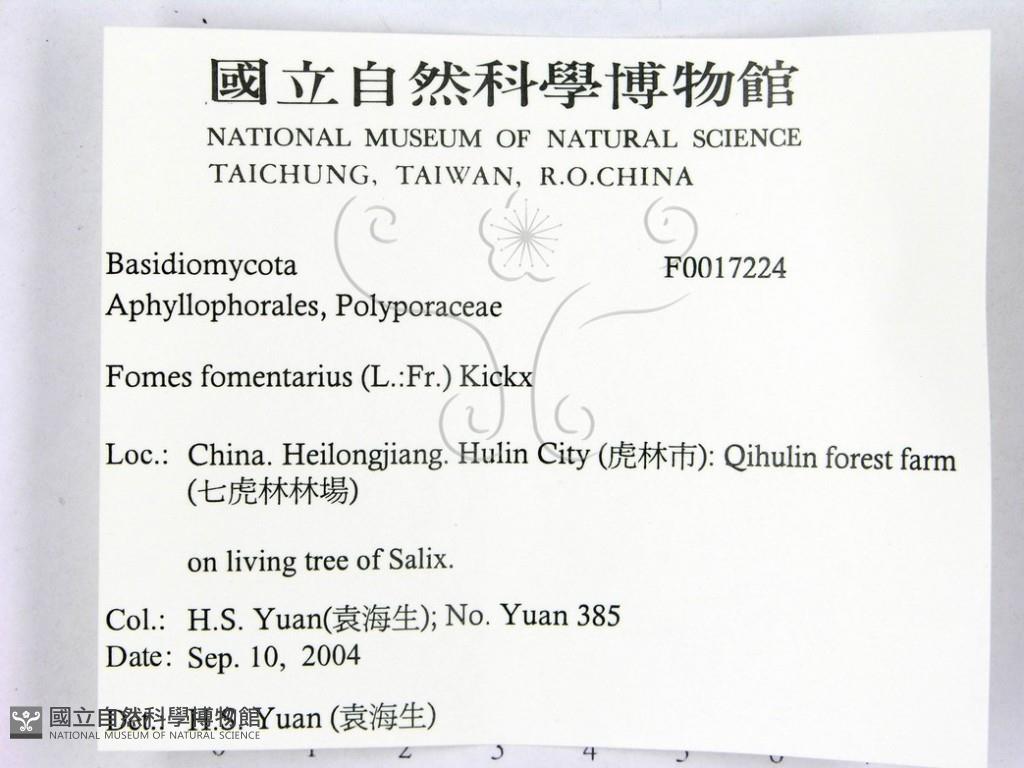 國立自然科學博物館
NATIONAL MUSEUM OF NATURAL SCIENCE
TAICHUNG, TAIWAN, R.O.CHINA
Basidiomycota F0017224
Aphyllophorales, Polyporaceae
Fomes fomentarius (L.:Fr.) Kickx
Loc.: China. Heilongjiang. Hulin City (虎林市): Qihulin forest farm
(七虎林林場)
on living tree of Salix.
Col.: H.S. Yuan(袁海生); No. Yuan 385
Date: Sep. 10, 2004
Det.: H.S. Yuan (袁海生)
國立自然科學博物館
NATIONAL MUSEUM OF NATURAL SCIENCE